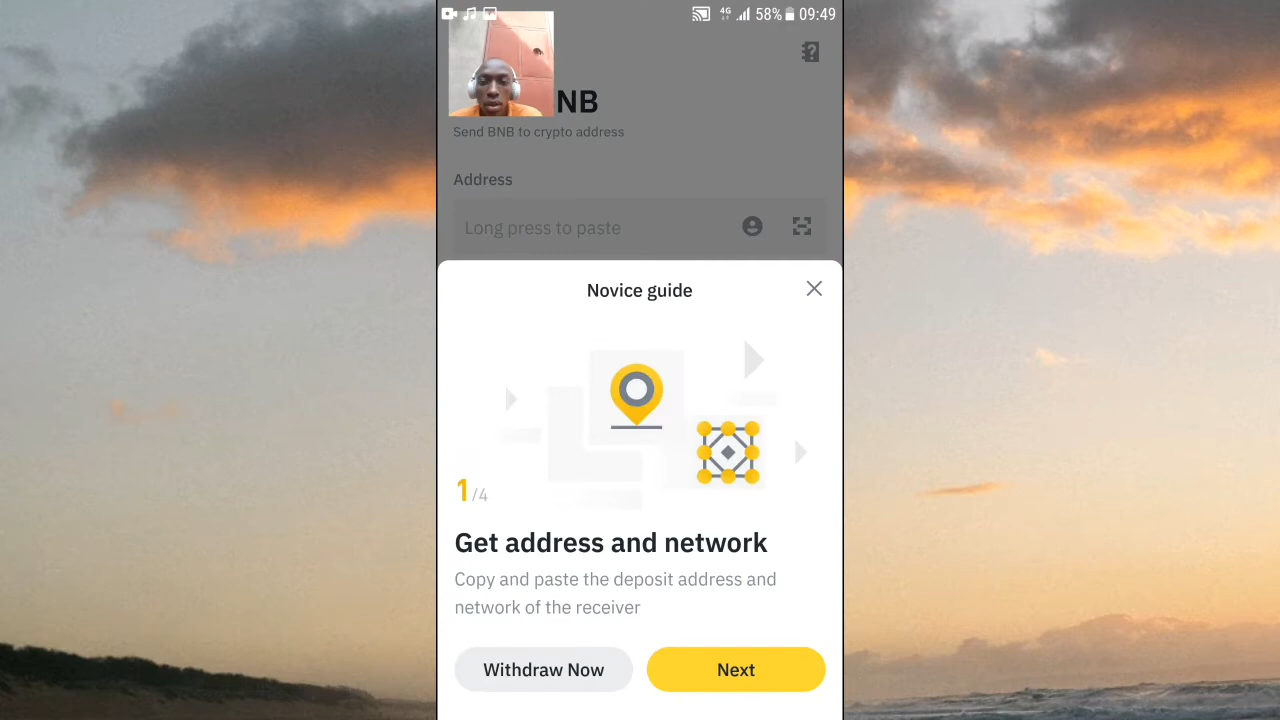 4G 58% 09:49
NB
Send BNB to crypto address
Address
Long press to paste
Novice guide
1/4
Get address and network
Copy and paste the deposit address and
network of the receiver
Withdraw Now
Next